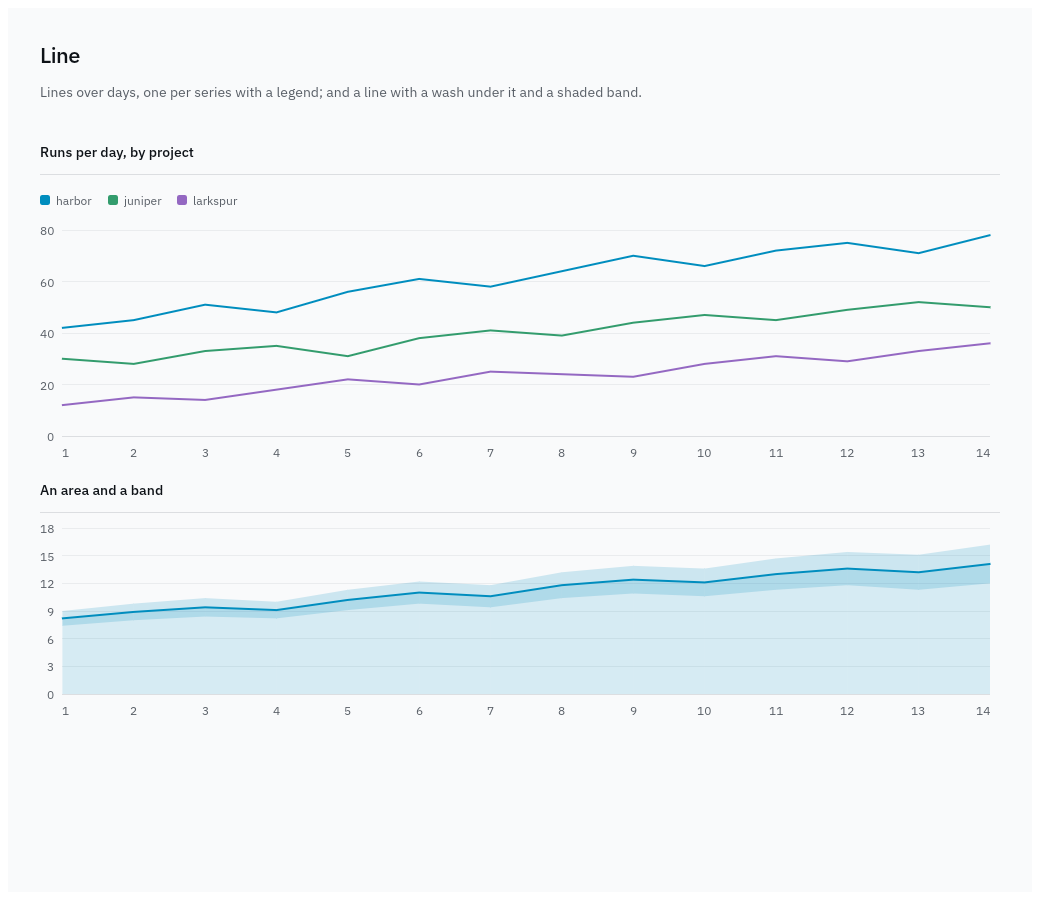 Line
Lines over days, one per series with a legend; and a line with a wash under it and a shaded band.
Runs per day, by project
harbor juniper larkspur
80
60
40
20
0
1 2 3 4 5 6 7 8 9 10 11 12 13 14
An area and a band
18
15
12
9
6
3
0
1 2 3 4 5 6 7 8 9 10 11 12 13 14